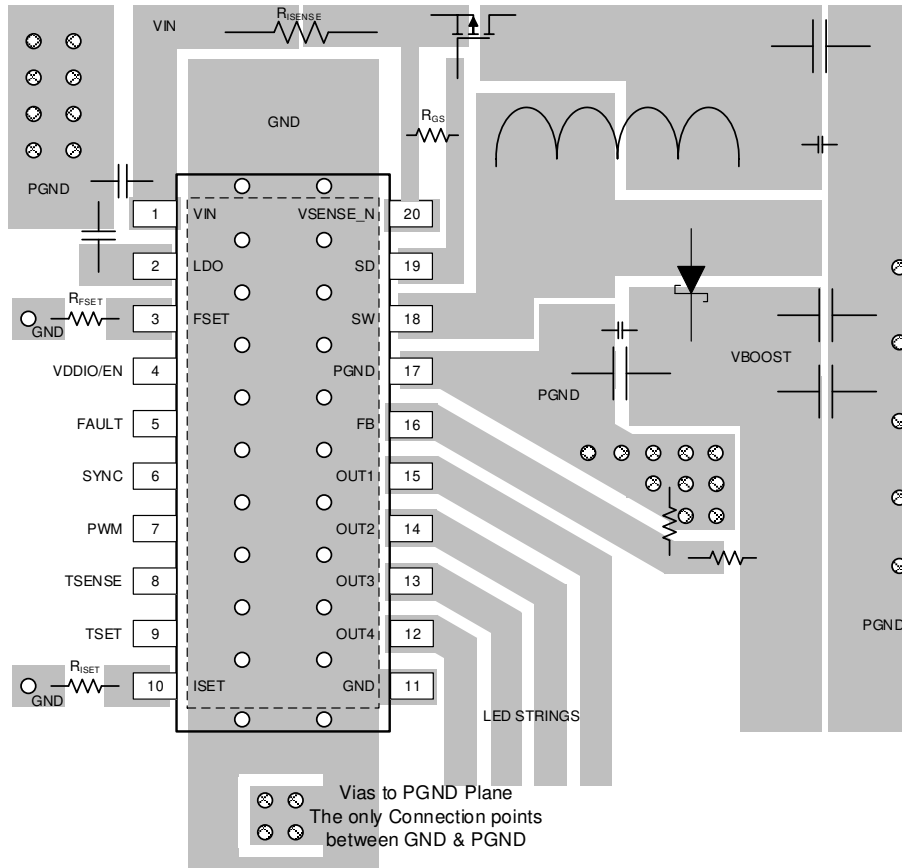 VIN
RISENSE
GND
RGS
PGND
1 VIN VSENSE_N 20
2 LDO SD 19
RFSET
GND
3 FSET SW 18
VDDIO/EN 4 PGND 17
VBOOST
PGND
FAULT 5 FB 16
SYNC 6 OUT1 15
PWM 7 OUT2 14
TSENSE 8 OUT3 13
TSET 9 OUT4 12
PGND
RISET
GND
10 ISET GND 11
LED STRINGS
Vias to PGND Plane
The only Connection points
between GND & PGND